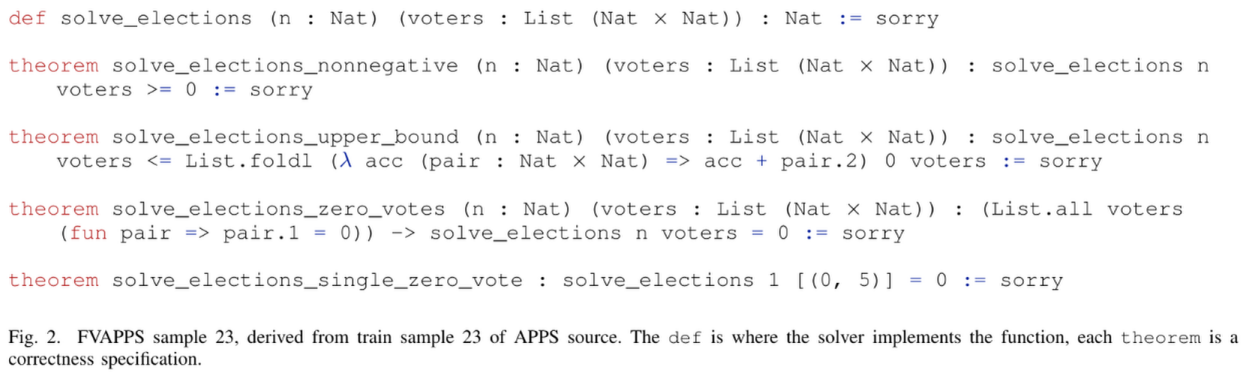 def solve_elections (n : Nat) (voters : List (Nat × Nat)) : Nat := sorry
theorem solve_elections_nonnegative (n : Nat) (voters : List (Nat × Nat)) : solve_elections n
voters >= 0 := sorry
theorem solve_elections_upper_bound (n : Nat) (voters : List (Nat × Nat)) : solve_elections n
voters <= List.foldl (λ acc (pair : Nat × Nat) => acc + pair.2) 0 voters := sorry
theorem solve_elections_zero_votes (n : Nat) (voters : List (Nat × Nat)) : (List.all voters
(fun pair => pair.1 = 0)) -> solve_elections n voters = 0 := sorry
theorem solve_elections_single_zero_vote : solve_elections 1 [(0, 5)] = 0 := sorry
Fig. 2. FVAPPS sample 23, derived from train sample 23 of APPS source. The def is where the solver implements the function, each theorem is a
correctness specification.